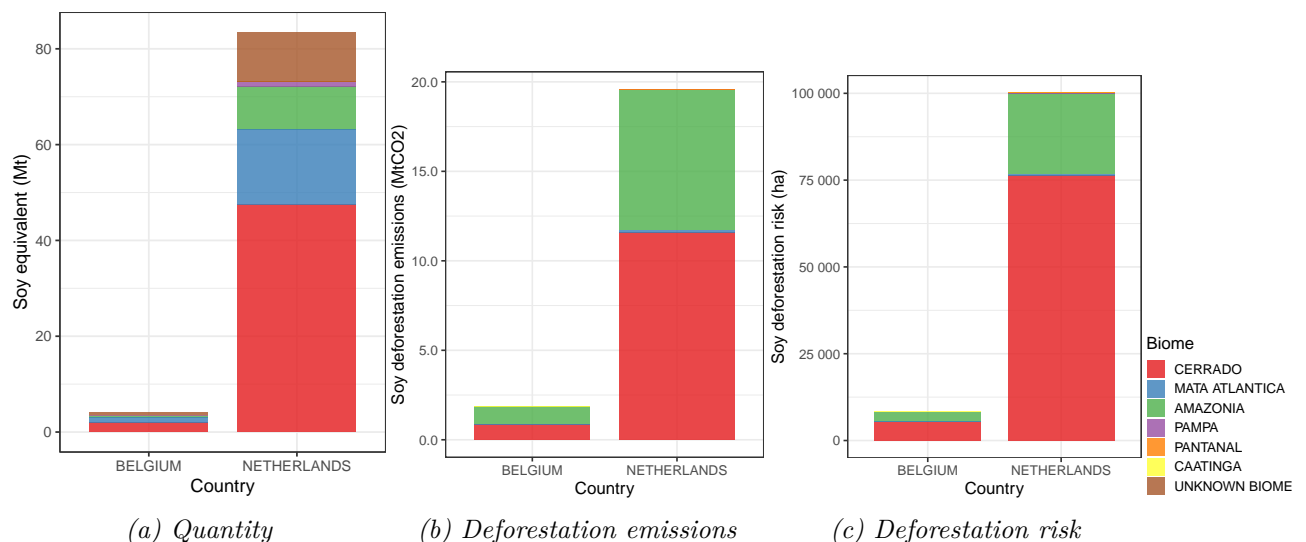 Soy equivalent (Mt)
80
60
40
20
0
BELGIUM
NETHERLANDS
Country
(a) Quantity
Soy deforestation emissions (MtCO2)
20.0
15.0
10.0
5.0
0.0
BELGIUM
NETHERLANDS
Country
(b) Deforestation emissions
Soy deforestation risk (ha)
100 000
75 000
50 000
25 000
0
BELGIUM
NETHERLANDS
Country
(c) Deforestation risk
Biome
CERRADO
MATA ATLANTICA
AMAZONIA
PAMPA
PANTANAL
CAATINGA
UNKNOWN BIOME